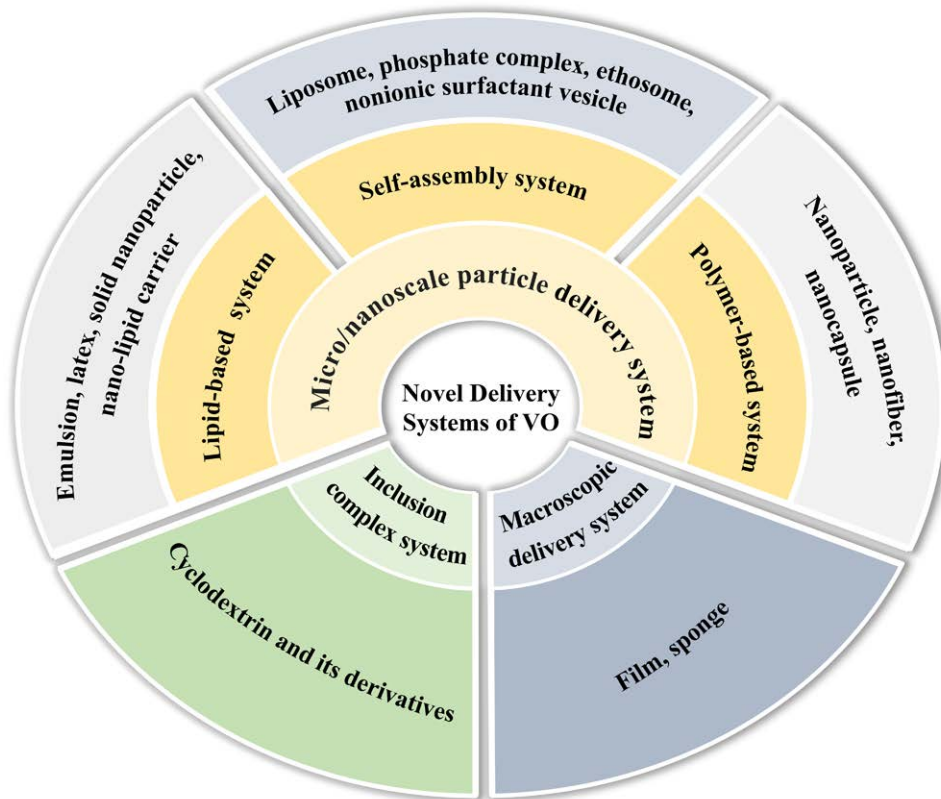 Novel Delivery
Systems of VO
Micro/nanoscale particle delivery system
Lipid-based system
Emulsion, latex, solid nanoparticle,
nano-lipid carrier
Self-assembly system
Liposome, phosphate complex, ethosome,
nonionic surfactant vesicle
Polymer-based system
Nanoparticle, nanofiber,
nanocapsule
Inclusion
complex system
Cyclodextrin and its derivatives
Macroscopic
delivery system
Film, sponge